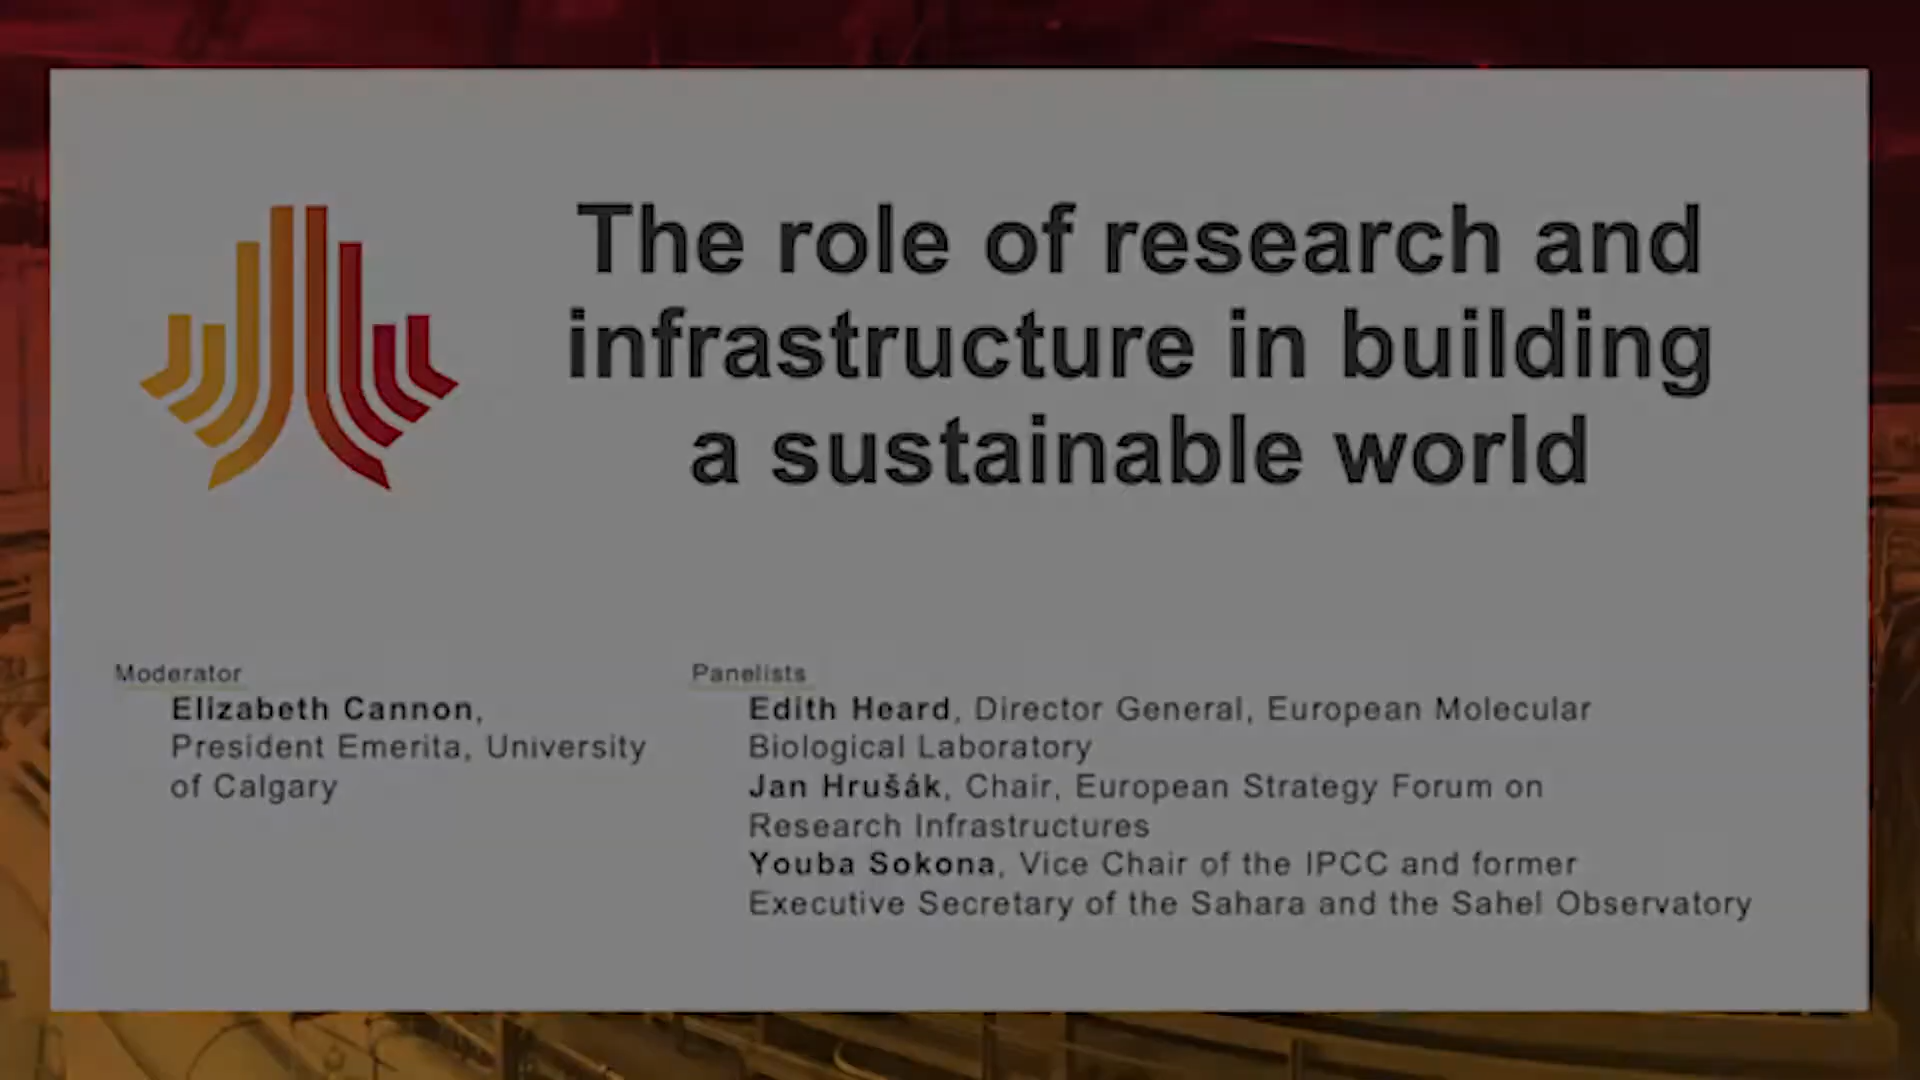 The role of research and
infrastructure in building
a sustainable world
Moderator
Elizabeth Cannon,
President Emerita, University
of Calgary
Panelists
Edith Heard, Director General, European Molecular
Biological Laboratory
Jan Hrušák, Chair, European Strategy Forum on
Research Infrastructures
Youba Sokona, Vice Chair of the IPCC and former
Executive Secretary of the Sahara and the Sahel Observatory